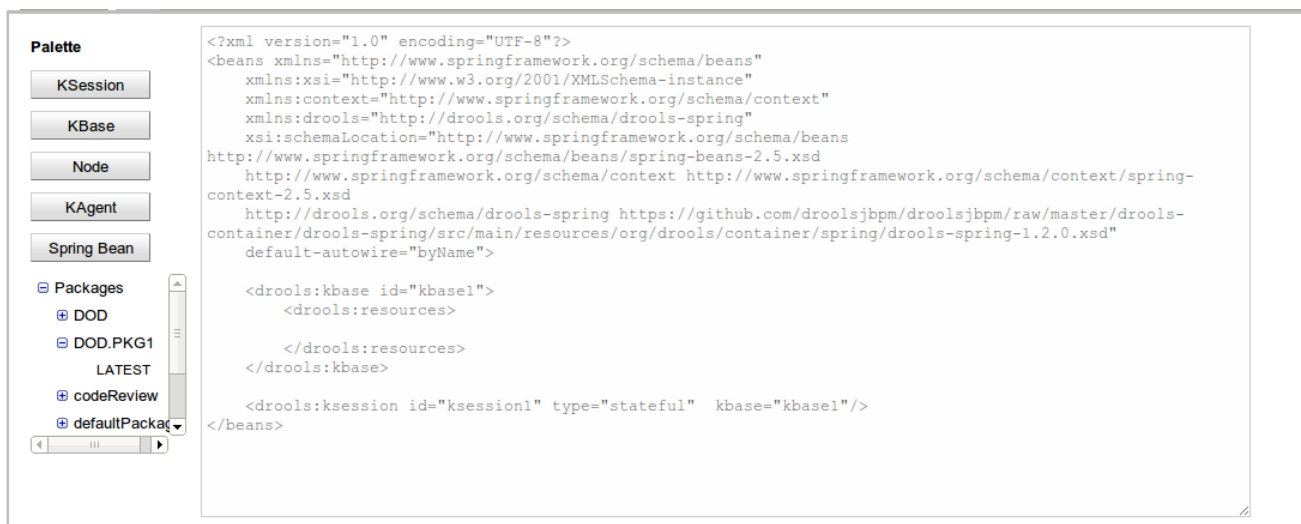 Palette
KSession
KBase
Node
KAgent
Spring Bean
Packages
DOD
DOD.PKG1
LATEST
codeReview
defaultPackag
<?xml version="1.0" encoding="UTF-8"?>
<beans xmlns="http://www.springframework.org/schema/beans"
    xmlns:xsi="http://www.w3.org/2001/XMLSchema-instance"
    xmlns:context="http://www.springframework.org/schema/context"
    xmlns:drools="http://drools.org/schema/drools-spring"
    xsi:schemaLocation="http://www.springframework.org/schema/beans
http://www.springframework.org/schema/beans/spring-beans-2.5.xsd
    http://www.springframework.org/schema/context http://www.springframework.org/schema/context/spring-
context-2.5.xsd
    http://drools.org/schema/drools-spring https://github.com/droolsjbpm/droolsjbpm/raw/master/drools-
container/drools-spring/src/main/resources/org/drools/container/spring/drools-spring-1.2.0.xsd"
    default-autowire="byName">
    <drools:kbase id="kbase1">
        <drools:resources>
        </drools:resources>
    </drools:kbase>
    <drools:ksession id="ksession1" type="stateful"  kbase="kbase1"/>
</beans>